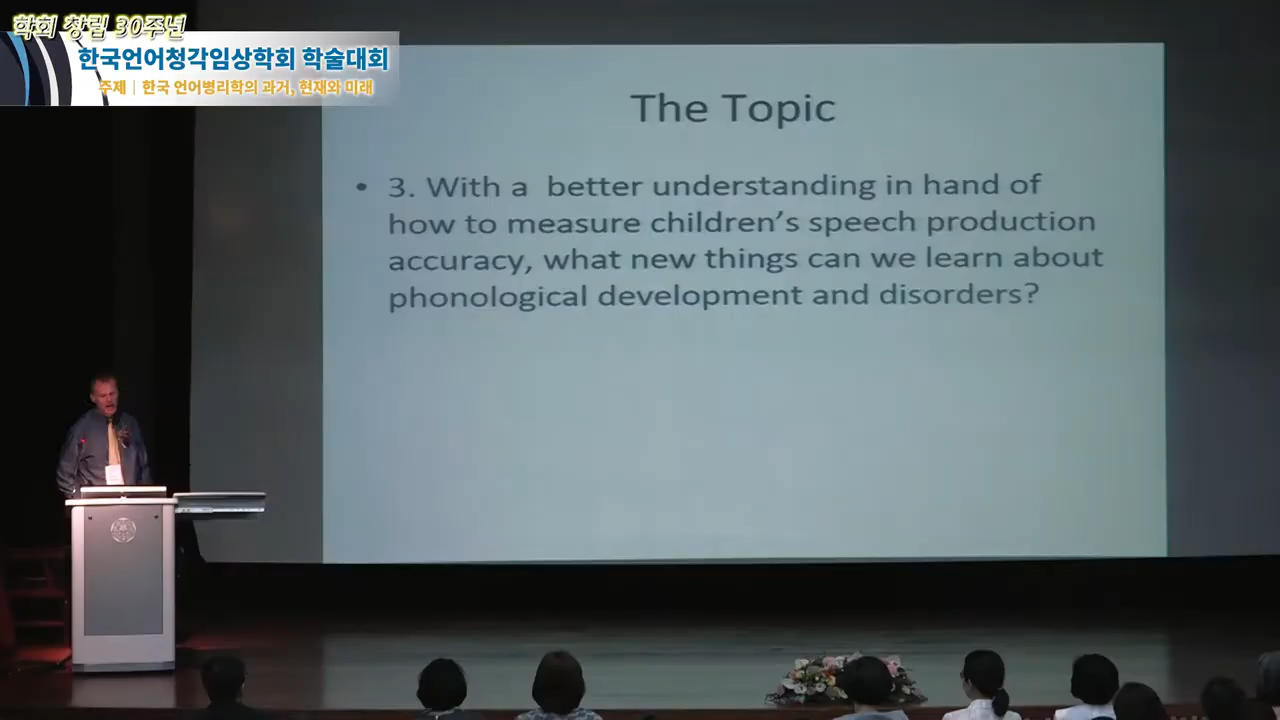 학회 창립 30주년
한국언어청각임상학회 학술대회
주제 | 한국 언어병리학의 과거, 현재와 미래
The Topic
• 3. With a better understanding in hand of
how to measure children's speech production
accuracy, what new things can we learn about
phonological development and disorders?